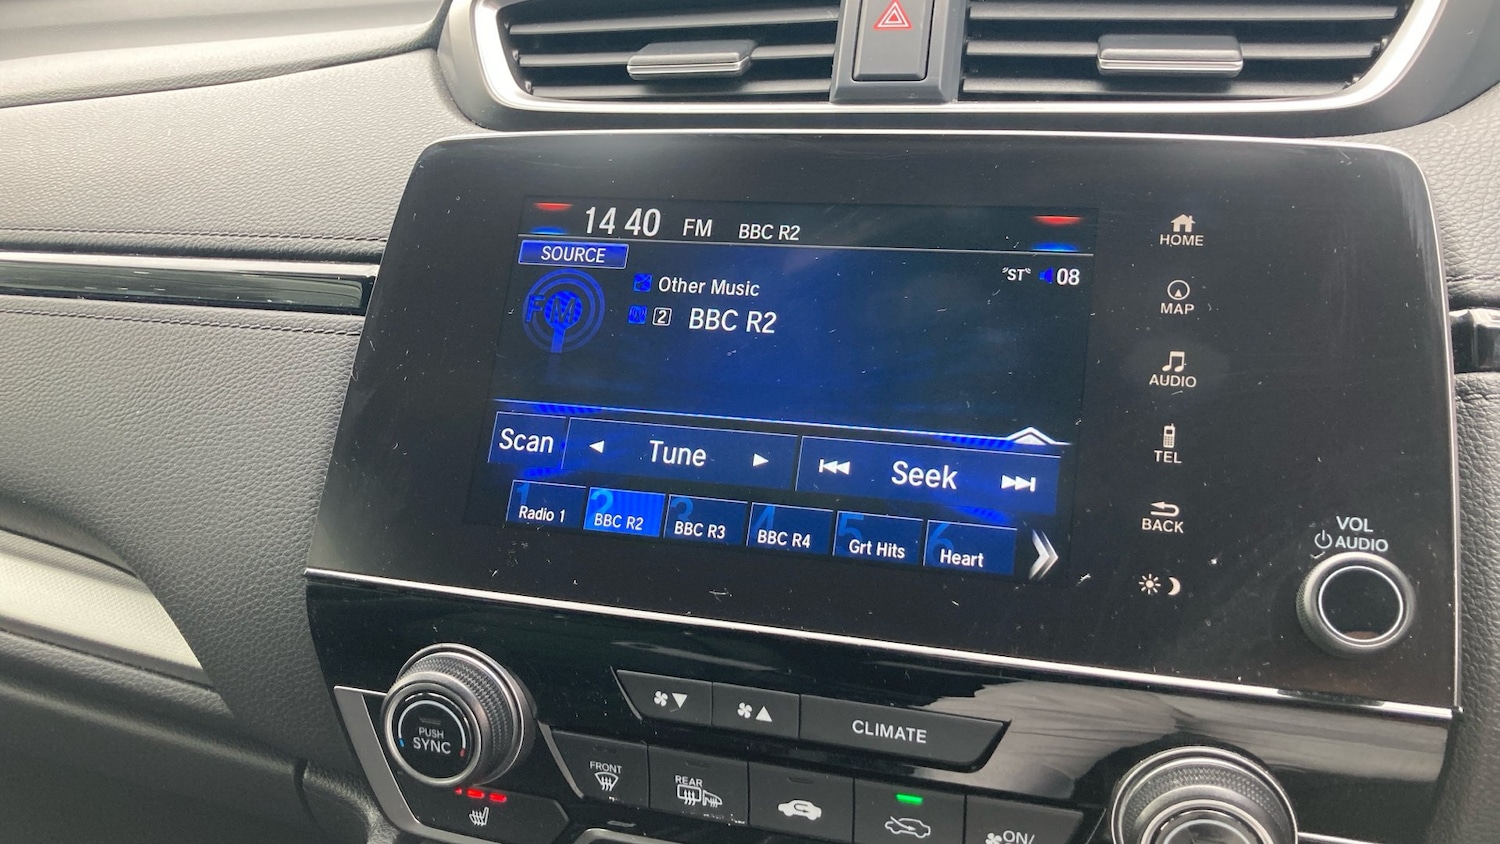 14 40 FM BBC R2
SOURCE
"ST" 08
FM
Other Music
2 BBC R2
Scan Tune Seek
1 Radio 1
2 BBC R2
3 BBC R3
4 BBC R4
5 Grt Hits
6 Heart
HOME
MAP
AUDIO
TEL
BACK
VOL
AUDIO
PUSH
SYNC
CLIMATE
FRONT
REAR
ON/